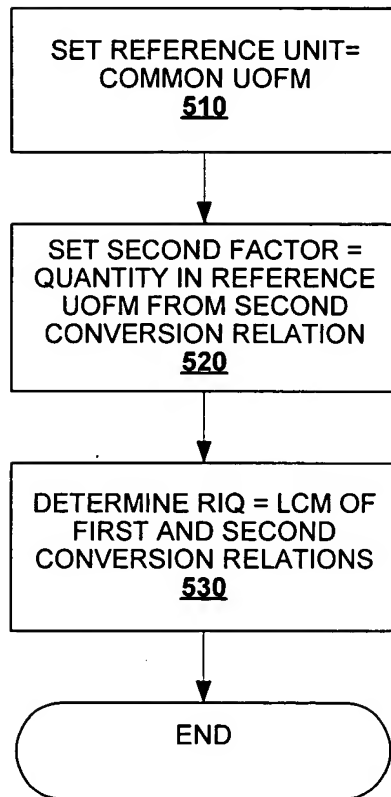 SET REFERENCE UNIT=
COMMON UOFM
510
SET SECOND FACTOR =
QUANTITY IN REFERENCE
UOFM FROM SECOND
CONVERSION RELATION
520
DETERMINE RIQ = LCM OF
FIRST AND SECOND
CONVERSION RELATIONS
530
END